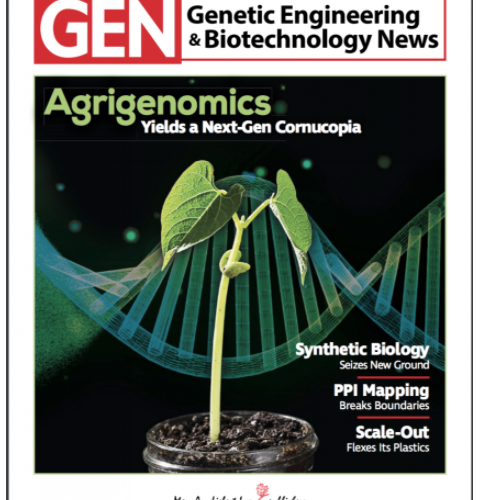 GEN
Genetic Engineering
& Biotechnology News
Agrigenomics
Yields a Next-Gen Cornucopia
Synthetic Biology
Seizes New Ground
PPI Mapping
Breaks Boundaries
Scale-Out
Flexes Its Plastics